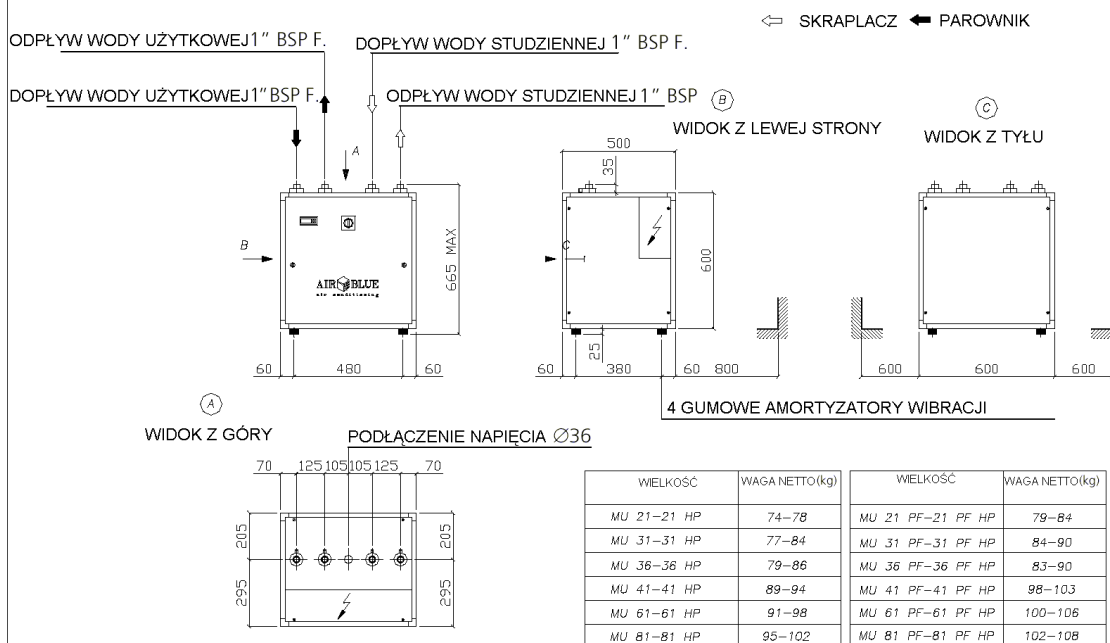 SKRAPLACZ PAROWNIK
ODPŁYW WODY UŻYTKOWEJ 1" BSP F.
DOPŁYW WODY STUDZIENNEJ 1" BSP F.
DOPŁYW WODY UŻYTKOWEJ 1" BSP F.
ODPŁYW WODY STUDZIENNEJ 1" BSP
B
WIDOK Z LEWEJ STRONY
C
WIDOK Z TYŁU
A
500
35
B
C
665 MAX
600
AIR BLUE
air conditioning
25
60 480 60
60 380 60 800
600 600 600
4 GUMOWE AMORTYZATORY WIBRACJI
A
WIDOK Z GÓRY
PODŁĄCZENIE NAPIĘCIA Ø36
70 125 105 105 125 70
205 205
295 295
WIELKOŚĆ WAGA NETTO(kg) WIELKOŚĆ WAGA NETTO(kg)
MU 21-21 HP 74-78 MU 21 PF-21 PF HP 79-84
MU 31-31 HP 77-84 MU 31 PF-31 PF HP 84-90
MU 36-36 HP 79-86 MU 36 PF-36 PF HP 83-90
MU 41-41 HP 89-94 MU 41 PF-41 PF HP 98-103
MU 61-61 HP 91-98 MU 61 PF-61 PF HP 100-106
MU 81-81 HP 95-102 MU 81 PF-81 PF HP 102-108